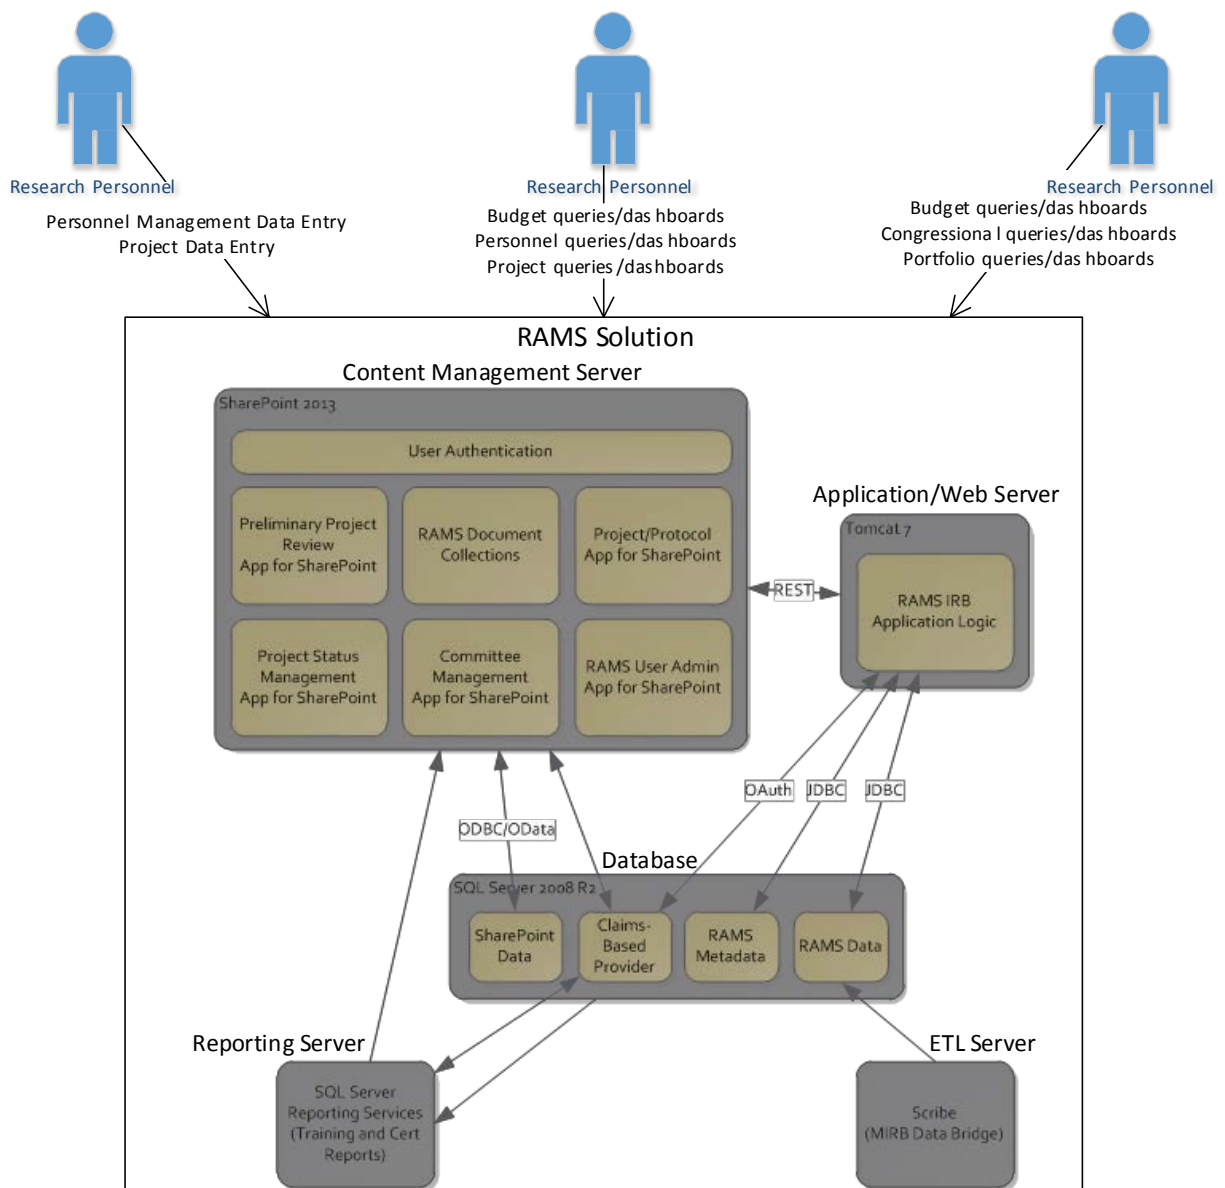 Research Personnel
Research Personnel
Research Personnel
Personnel Management Data Entry
Project Data Entry
Budget queries/das hboards
Personnel queries/das hboards
Project queries/dashboards
Budget queries/das hboards
Congressiona l queries/das hboards
Portfolio queries/das hboards
RAMS Solution
Content Management Server
SharePoint 2013
User Authentication
Preliminary Project
Review
App for SharePoint
RAMS Document
Collections
Project/Protocol
App for SharePoint
Project Status
Management
App for SharePoint
Committee
Management
App for SharePoint
RAMS User Admin
App for SharePoint
REST
Application/Web Server
Tomcat 7
RAMS IRB
Application Logic
ODBC/OData
OAuth
JDBC
JDBC
Database
SQL Server 2008 R2
SharePoint
Data
Claims-
Based
Provider
RAMS
Metadata
RAMS Data
Reporting Server
SQL Server
Reporting Services
(Training and Cert
Reports)
ETL Server
Scribe
(MIRB Data Bridge)